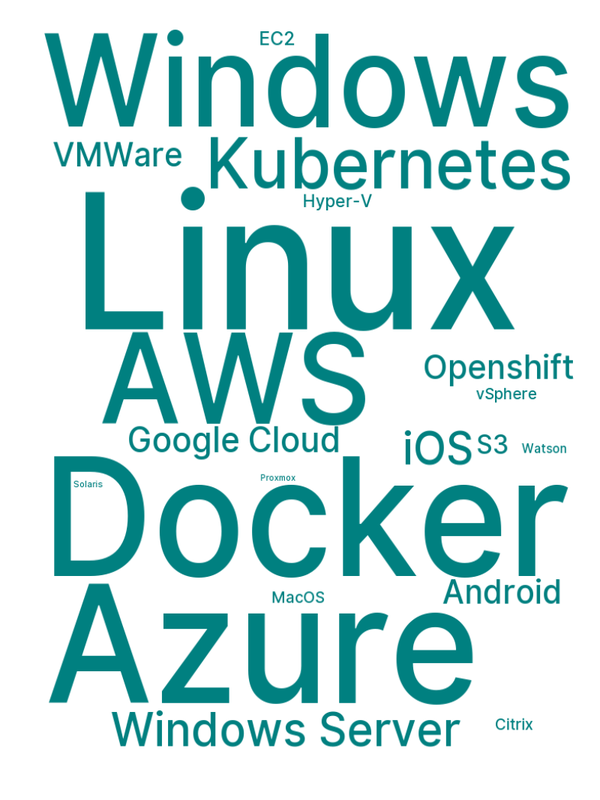 EC2
Windows
VMWare
Kubernetes
Hyper-V
Linux
AWS
Openshift
vSphere
Google Cloud
iOS
S3
Watson
Docker
Solaris
Proxmox
Android
MacOS
Azure
Windows Server
Citrix